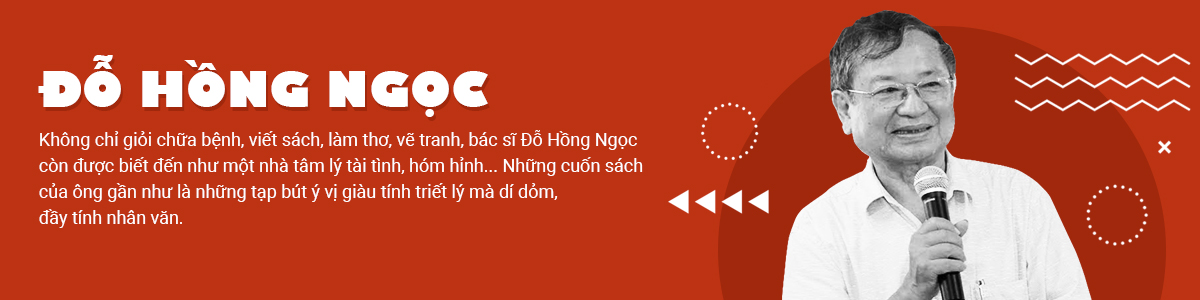 ĐỖ HỒNG NGỌC
Không chỉ giỏi chữa bệnh, viết sách, làm thơ, vẽ tranh, bác sĩ Đỗ Hồng Ngọc
còn được biết đến như một nhà tâm lý tài tình, hóm hỉnh... Những cuốn sách
của ông gần như là những tạp bút ý vị giàu tính triết lý mà dí dỏm,
đầy tính nhân văn.